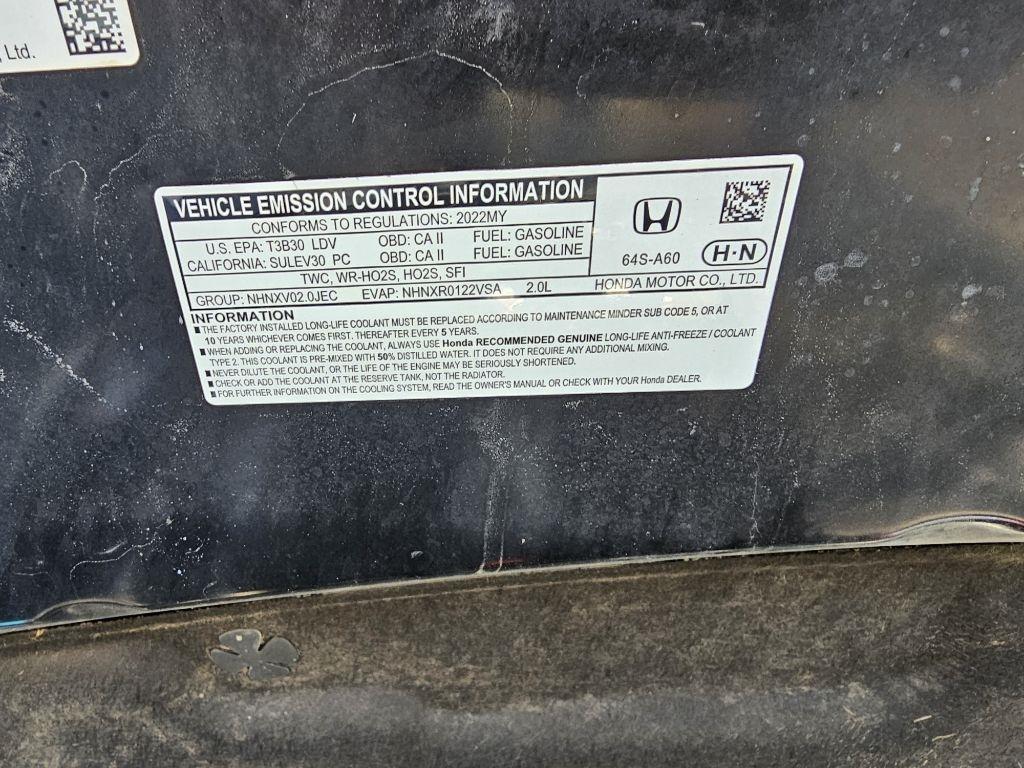 , Ltd.
VEHICLE EMISSION CONTROL INFORMATION
CONFORMS TO REGULATIONS: 2022MY
U.S. EPA: T3B30 LDV OBD: CA II FUEL: GASOLINE
CALIFORNIA: SULEV30 PC OBD: CA II FUEL: GASOLINE
TWC, WR-HO2S, HO2S, SFI
GROUP: NHNXV02.0JEC EVAP: NHNXR0122VSA 2.0L
64S-A60
H·N
HONDA MOTOR CO., LTD.
INFORMATION
■ THE FACTORY INSTALLED LONG-LIFE COOLANT MUST BE REPLACED ACCORDING TO MAINTENANCE MINDER SUB CODE 5, OR AT
10 YEARS WHICHEVER COMES FIRST. THEREAFTER EVERY 5 YEARS.
■ WHEN ADDING OR REPLACING THE COOLANT, ALWAYS USE Honda RECOMMENDED GENUINE LONG-LIFE ANTI-FREEZE / COOLANT
TYPE 2. THIS COOLANT IS PRE-MIXED WITH 50% DISTILLED WATER. IT DOES NOT REQUIRE ANY ADDITIONAL MIXING.
■ NEVER DILUTE THE COOLANT, OR THE LIFE OF THE ENGINE MAY BE SERIOUSLY SHORTENED.
■ CHECK OR ADD THE COOLANT AT THE RESERVE TANK, NOT THE RADIATOR.
■ FOR FURTHER INFORMATION ON THE COOLING SYSTEM, READ THE OWNER'S MANUAL OR CHECK WITH YOUR Honda DEALER.